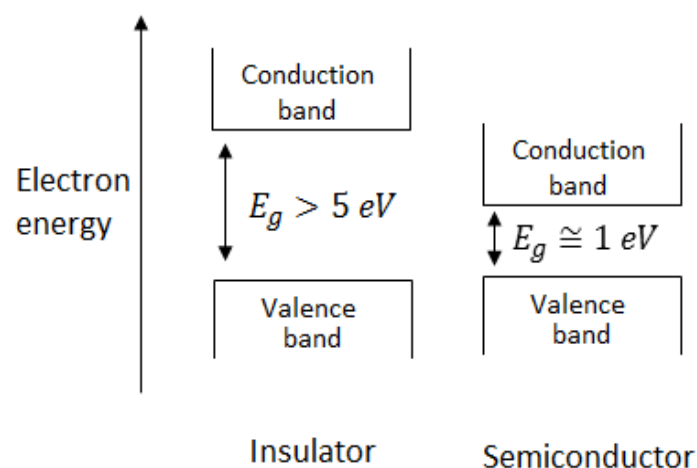 Electron
energy
Conduction
band
E_g > 5 eV
Valence
band
Insulator
Conduction
band
E_g ≅ 1 eV
Valence
band
Semiconductor